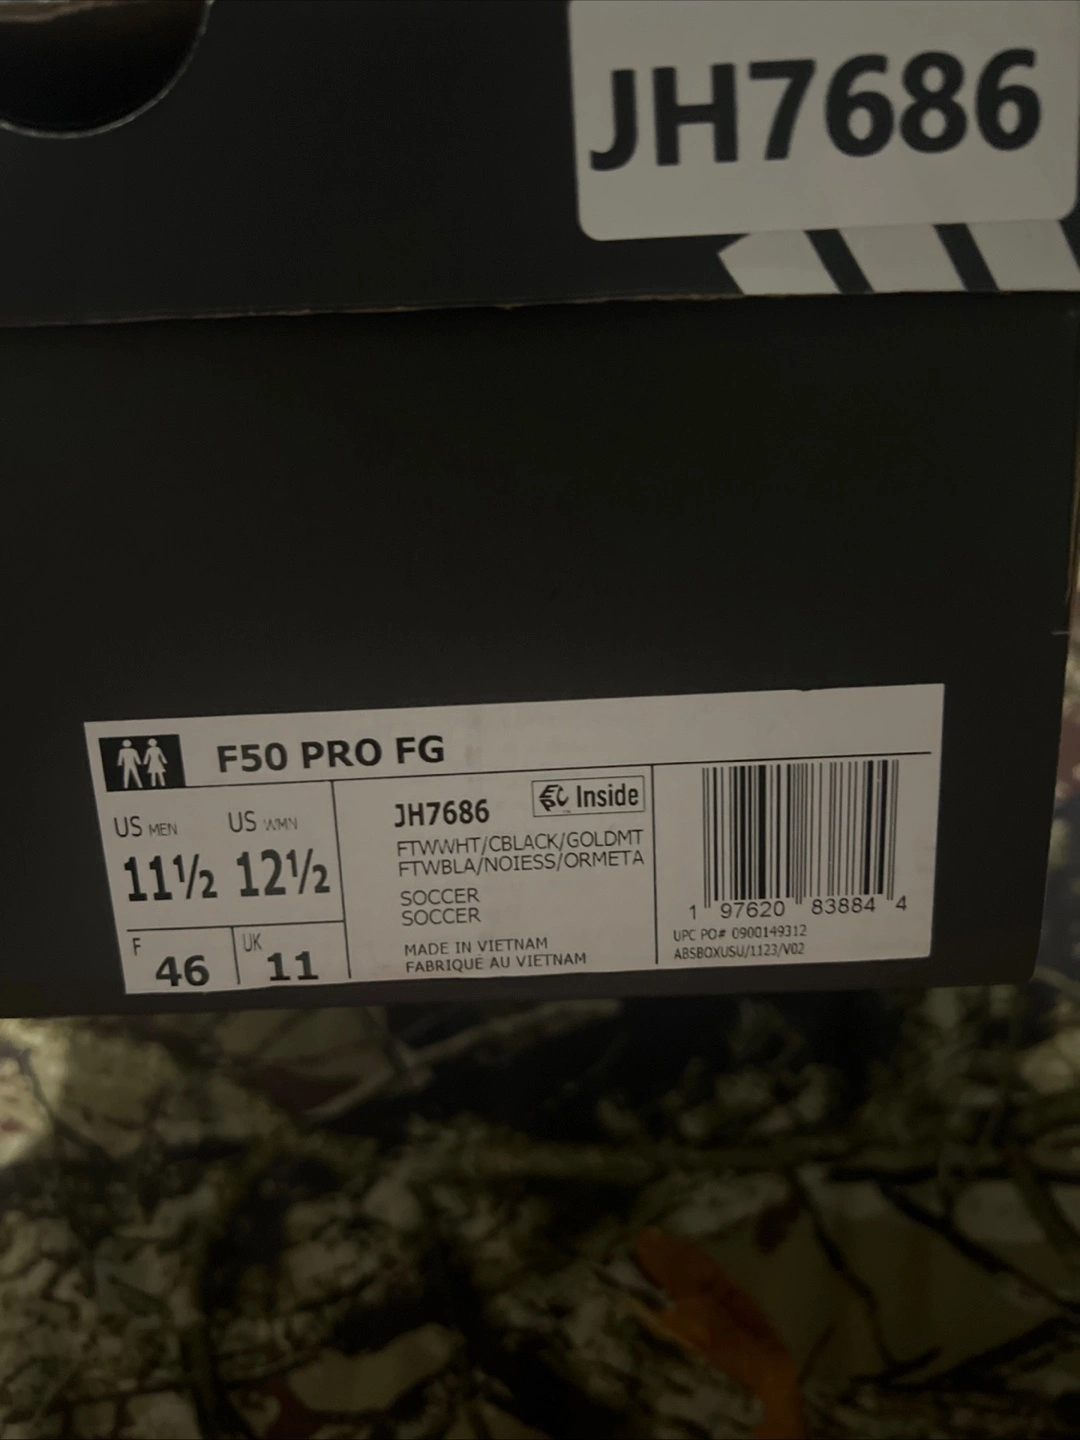 JH7686
F50 PRO FG
US MEN US WMN
11½ 12½
F 46 UK 11
JH7686
Inside
FTWWHT/CBLACK/GOLDMT
FTWBLA/NOIESS/ORMETA
SOCCER
SOCCER
MADE IN VIETNAM
FABRIQUÉ AU VIETNAM
1 97620 83884 4
UPC PO# 0900149312
ABSBOXUSU/1123/V02